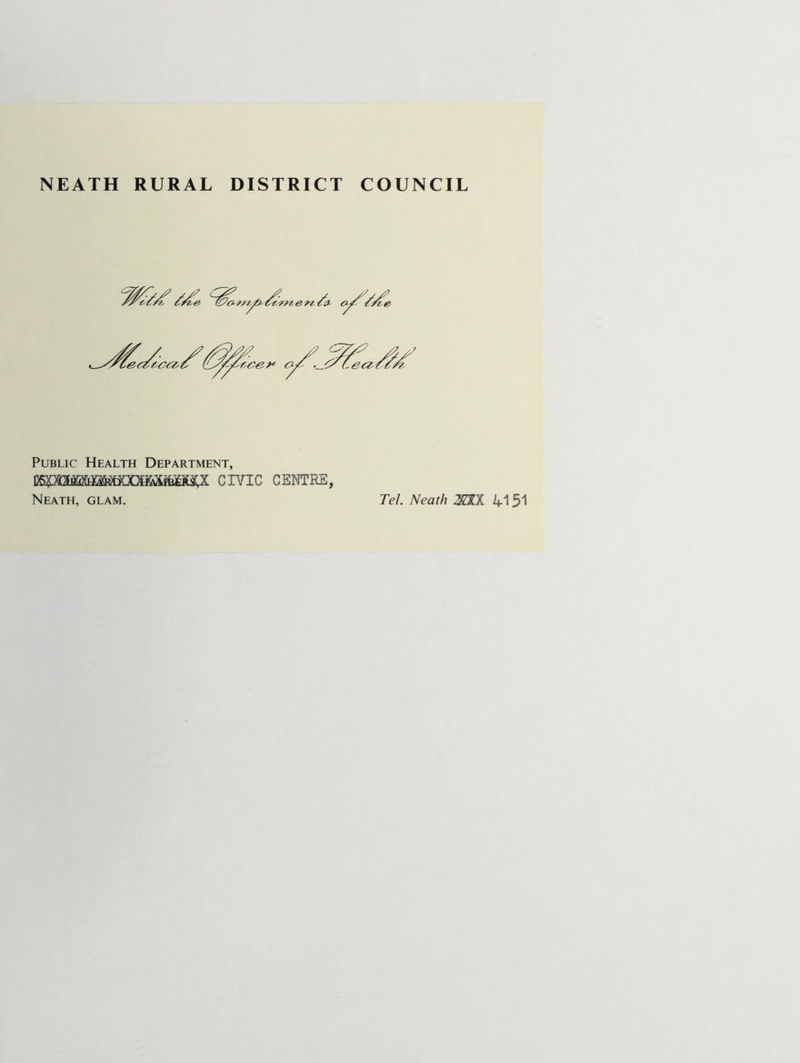 NEATH RURAL DISTRICT COUNCIL
With the Compliments of the
Medical Officer of Health
PUBLIC HEALTH DEPARTMENT,
CIVIC CENTRE,
NEATH, GLAM. Tel. Neath 4151